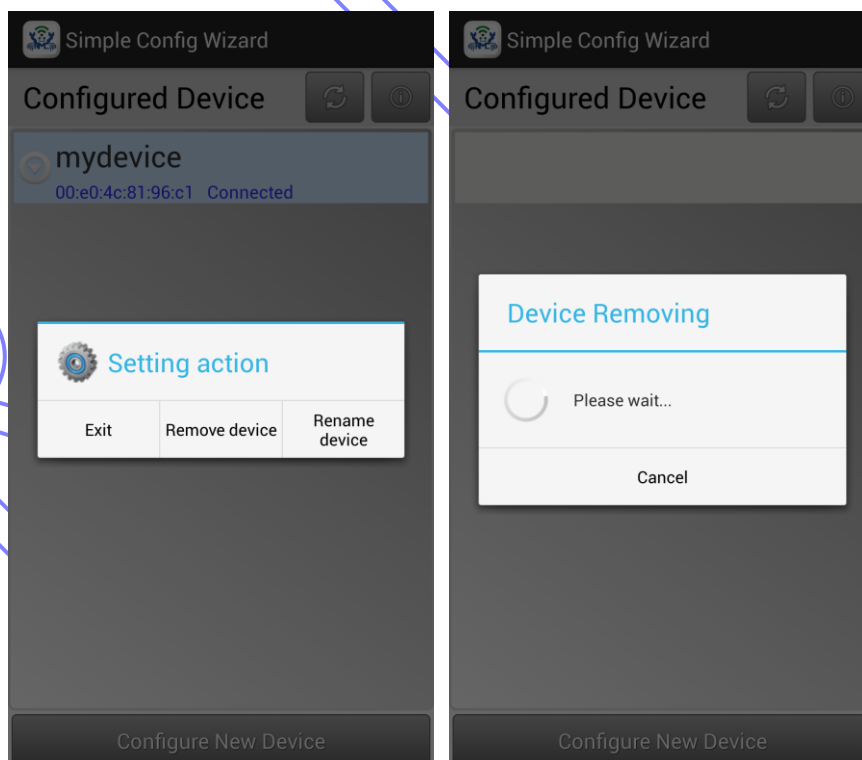 Simple Config Wizard
Configured Device
mydevice
00:e0:4c:81:96:c1 Connected
Setting action
Exit
Remove device
Rename
device
Configure New Device
Simple Config Wizard
Configured Device
Device Removing
Please wait...
Cancel
Configure New Device